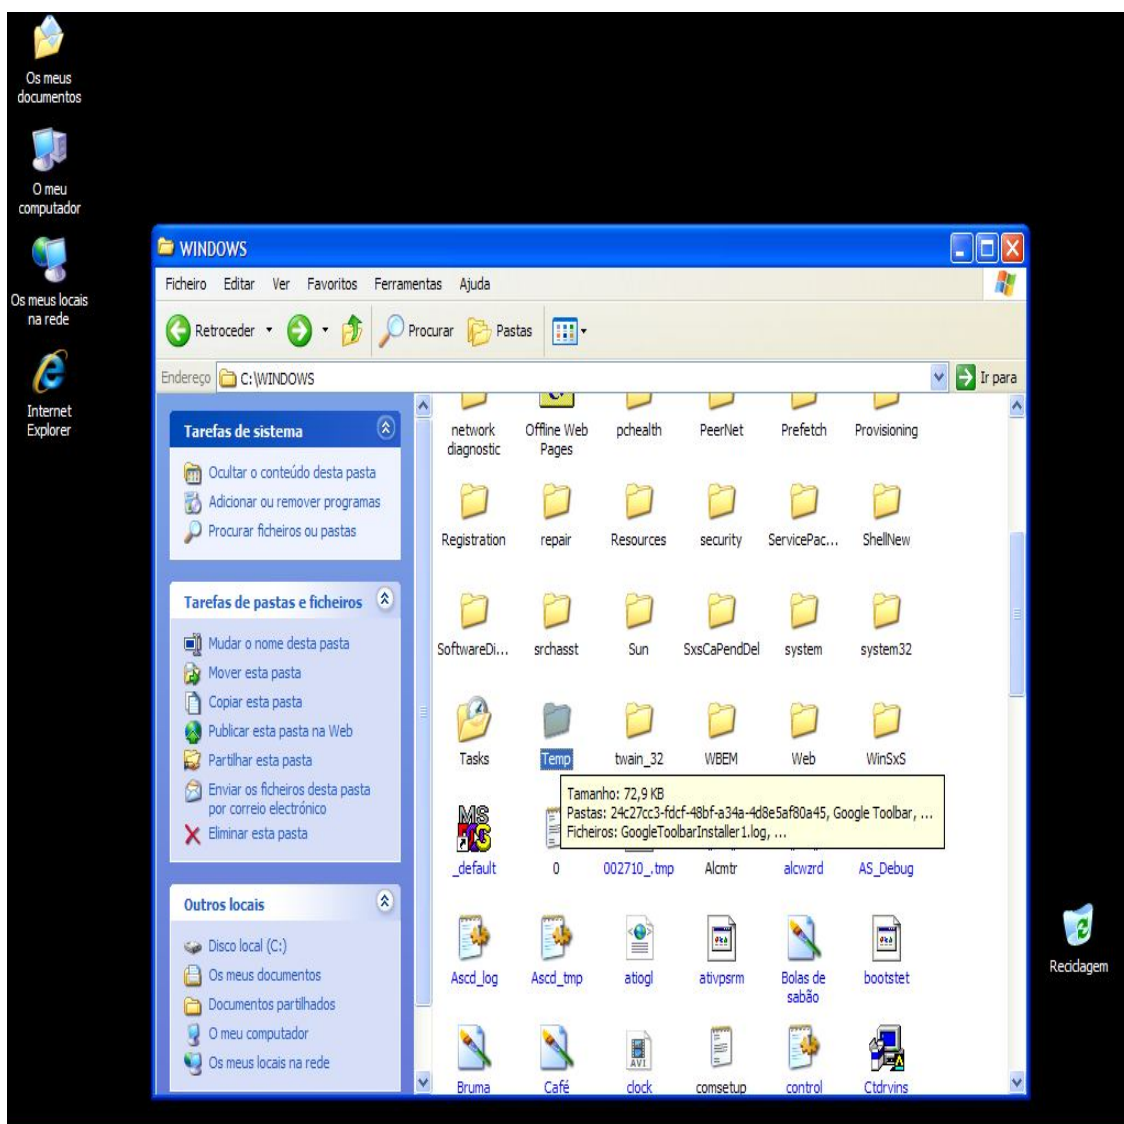 Os meus
documentos
O meu
computador
Os meus locais
na rede
Internet
Explorer
WINDOWS
Ficheiro Editar Ver Favoritos Ferramentas Ajuda
Retroceder Procurar Pastas
Endereço C:\WINDOWS Ir para
Tarefas de sistema
Ocultar o conteúdo desta pasta
Adicionar ou remover programas
Procurar ficheiros ou pastas
Tarefas de pastas e ficheiros
Mudar o nome desta pasta
Mover esta pasta
Copiar esta pasta
Publicar esta pasta na Web
Partilhar esta pasta
Enviar os ficheiros desta pasta
por correio electrónico
Eliminar esta pasta
Outros locais
Disco local (C:)
Os meus documentos
Documentos partilhados
O meu computador
Os meus locais na rede
network
diagnostic
Offline Web
Pages
pchealth
PeerNet
Prefetch
Provisioning
Registration
repair
Resources
security
ServicePac...
ShellNew
SoftwareDi...
srchasst
Sun
SxsCaPendDel
system
system32
Tasks
Temp
twain_32
WBEM
Web
WinSxS
Tamanho: 72,9 KB
Pastas: 24c27cc3-fdcf-48bf-a34a-4d8e5af80a45, Google Toolbar, ...
Ficheiros: GoogleToolbarInstaller1.log, ...
MS
_default
0
002710_.tmp
Alcmtr
alcwzrd
AS_Debug
Ascd_log
Ascd_tmp
atiogl
ativpsrm
Bolas de
sabão
bootstet
Bruma
Café
AVI
clock
comsetup
control
Ctdrvins
Reciclagem